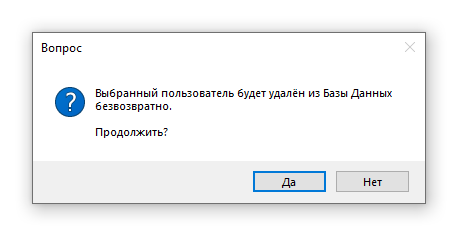 Вопрос
Выбранный пользователь будет удалён из Базы Данных
безвозвратно.
Продолжить?
Да
Нет